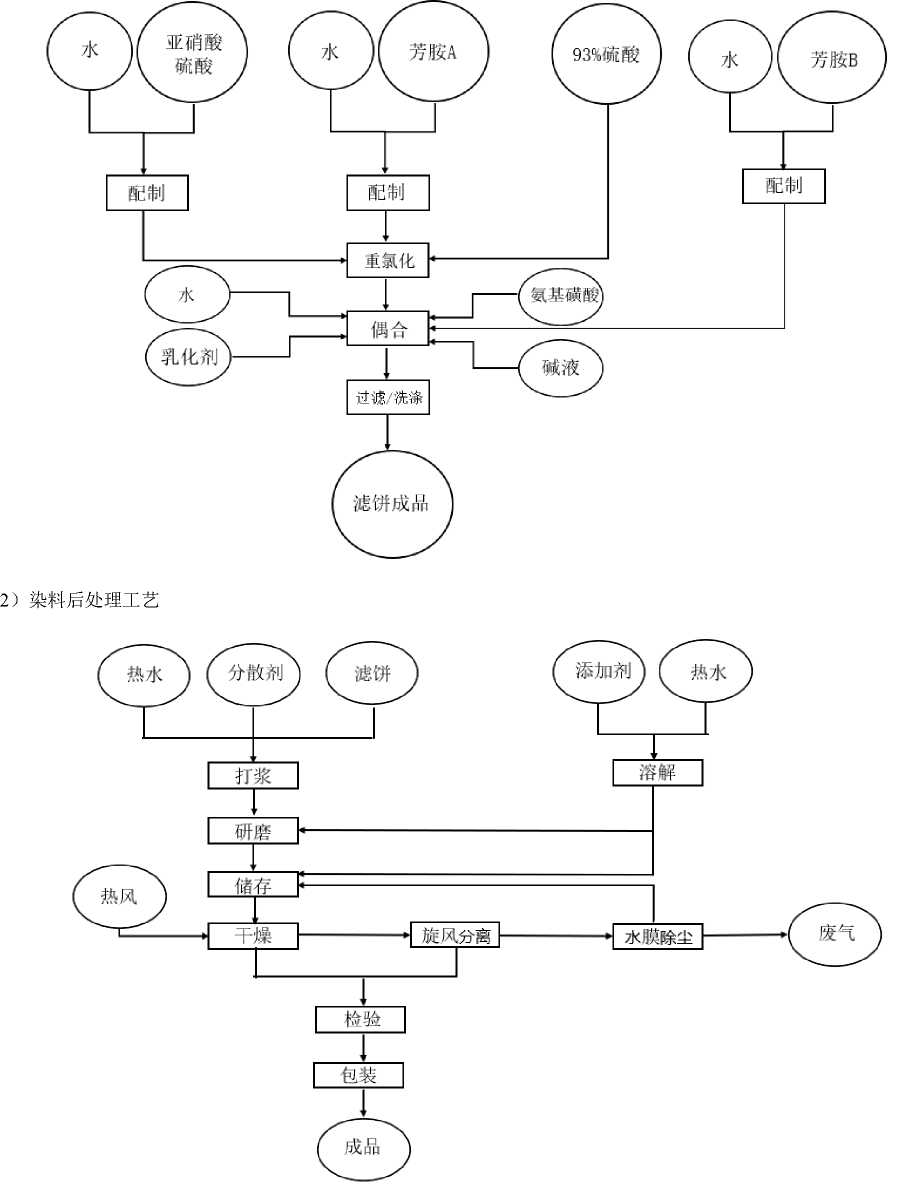 水
亚硝酸
硫酸
水
芳胺A
93%硫酸
水
芳胺B
配制
配制
配制
重氯化
水
氨基磺酸
偶合
乳化剂
碱液
过滤/洗涤
滤饼成品
2）染料后处理工艺
热水
分散剂
滤饼
添加剂
热水
打浆
溶解
研磨
储存
热风
干燥
旋风分离
水膜除尘
废气
检验
包装
成品